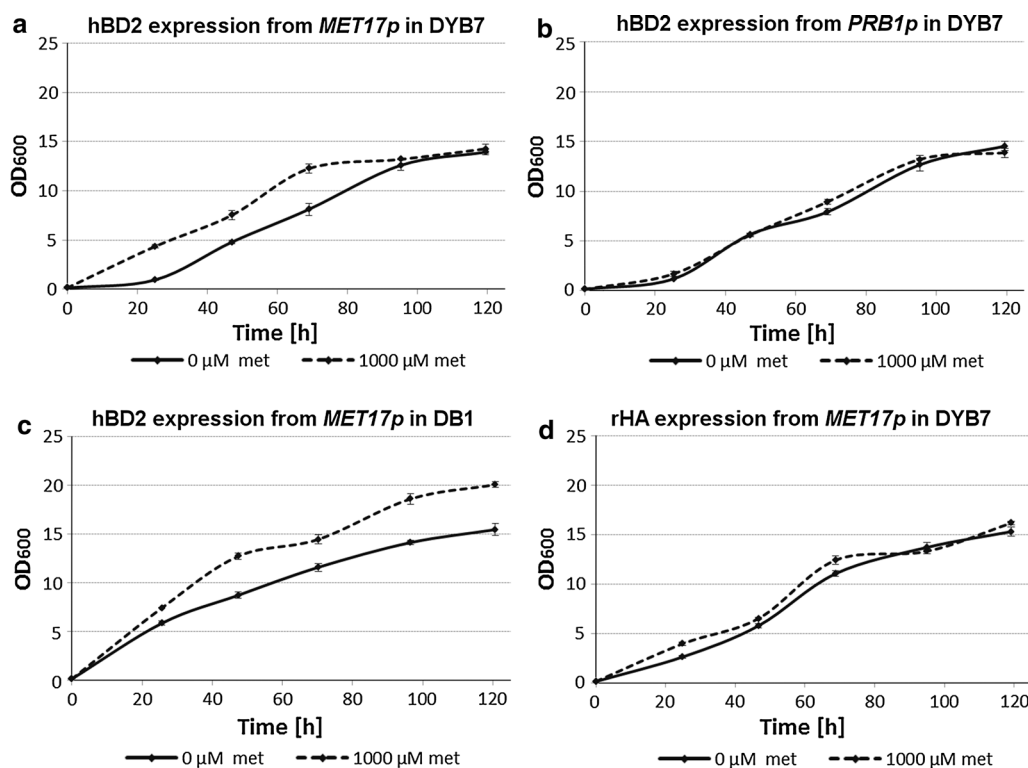 a hBD2 expression from MET17p in DYB7
25
20
15
10
5
0
OD600
0 20 40 60 80 100 120
Time [h]
0 µM met 1000 µM met
b hBD2 expression from PRB1p in DYB7
25
20
15
10
5
0
OD600
0 20 40 60 80 100 120
Time [h]
0 µM met 1000 µM met
c hBD2 expression from MET17p in DB1
25
20
15
10
5
0
OD600
0 20 40 60 80 100 120
Time [h]
0 µM met 1000 µM met
d rHA expression from MET17p in DYB7
25
20
15
10
5
0
OD600
0 20 40 60 80 100 120
Time [h]
0 µM met 1000 µM met